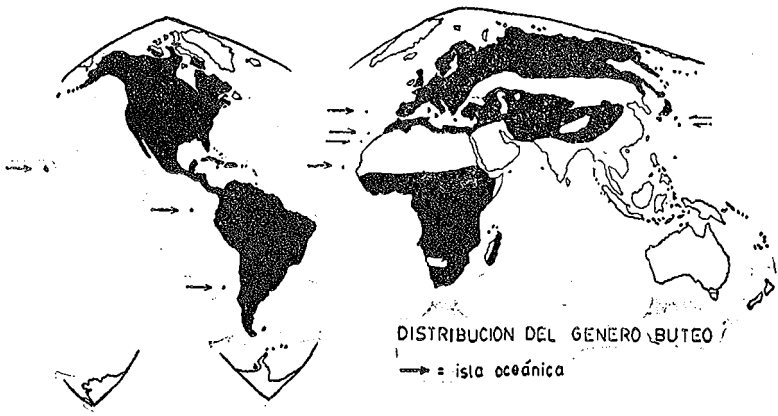 DISTRIBUCION DEL GENERO BUTEO
= isla oceánica